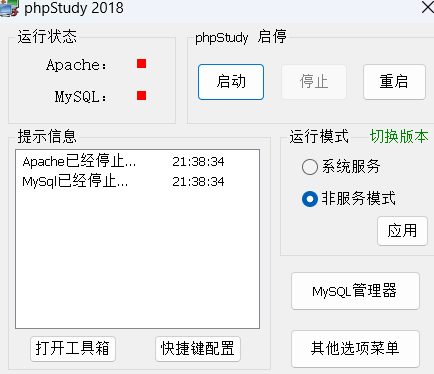 phpStudy 2018
运行状态
Apache：
MySQL：
phpStudy 启停
启动 停止 重启
提示信息
Apache已经停止... 21:38:34
MySql已经停止... 21:38:34
打开工具箱 快捷键配置
运行模式 切换版本
系统服务
非服务模式
应用
MySQL管理器
其他选项菜单